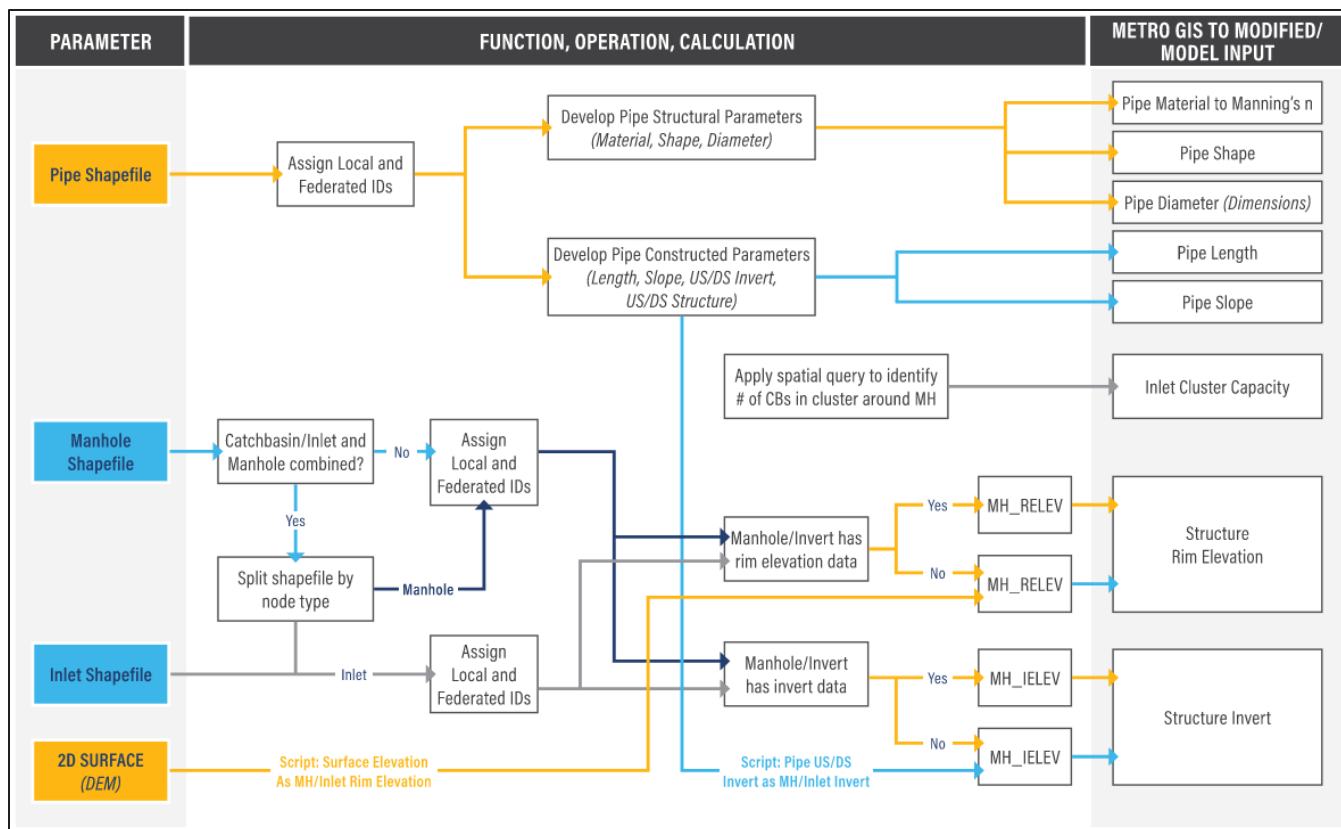 PARAMETER
FUNCTION, OPERATION, CALCULATION
METRO GIS TO MODIFIED/
MODEL INPUT
Pipe Shapefile
Assign Local and
Federated IDs
Develop Pipe Structural Parameters
(Material, Shape, Diameter)
Pipe Material to Manning's n
Pipe Shape
Pipe Diameter (Dimensions)
Develop Pipe Constructed Parameters
(Length, Slope, US/DS Invert,
US/DS Structure)
Pipe Length
Pipe Slope
Apply spatial query to identify
# of CBs in cluster around MH
Inlet Cluster Capacity
Manhole
Shapefile
Catchbasin/Inlet and
Manhole combined?
No
Assign
Local and
Federated IDs
Yes
Split shapefile by
node type
Manhole
Manhole/Invert has
rim elevation data
Yes
MH_RELEV
No
MH_RELEV
Structure
Rim Elevation
Inlet Shapefile
Inlet
Assign
Local and
Federated IDs
Manhole/Invert
has invert data
Yes
MH_IELEV
No
MH_IELEV
Structure Invert
2D SURFACE
(DEM)
Script: Surface Elevation
As MH/Inlet Rim Elevation
Script: Pipe US/DS
Invert as MH/Inlet Invert